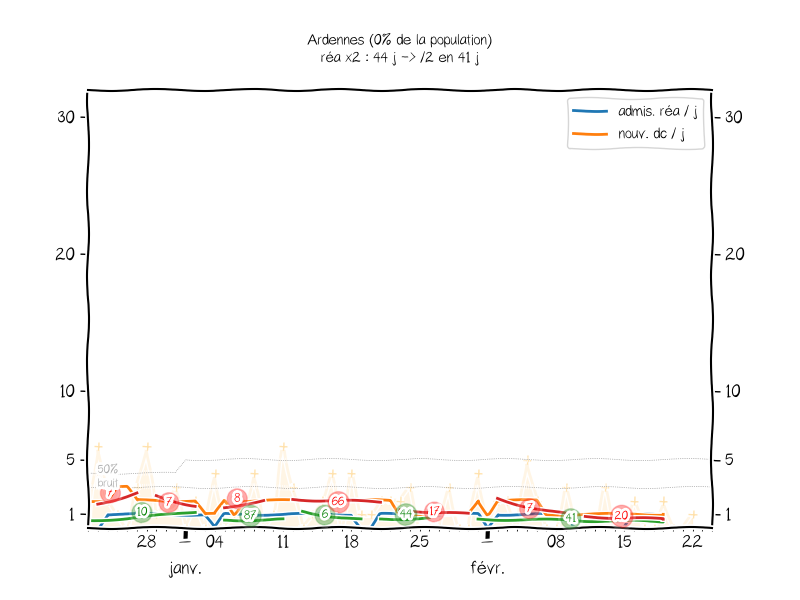 Ardennes (0% de la population)
réa x2 : 44 j -> /2 en 41 j
admis. réa / j
nouv. dc / j
30 30
20 20
10 10
5 5
1 1
50%
bruit
7 8 66 17 7 20
10 87 6 44 41
28 04 11 18 25 08 15 22
janv. févr.